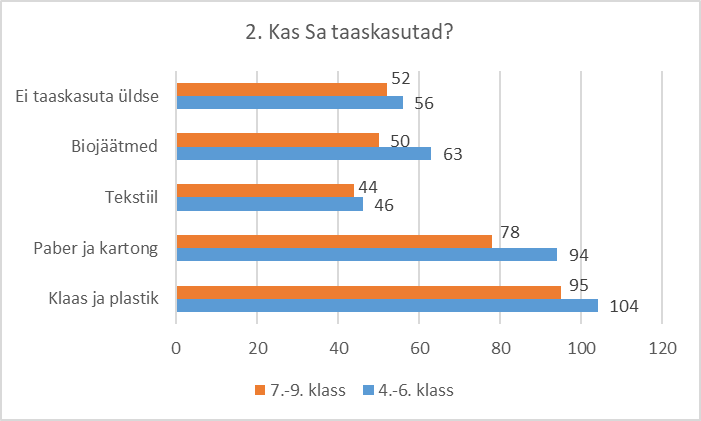 2. Kas Sa taaskasutad?
Ei taaskasuta üldse
52
56
Biojäätmed
50
63
Tekstiil
44
46
Paber ja kartong
78
94
Klaas ja plastik
95
104
0 20 40 60 80 100 120
7.-9. klass 4.-6. klass